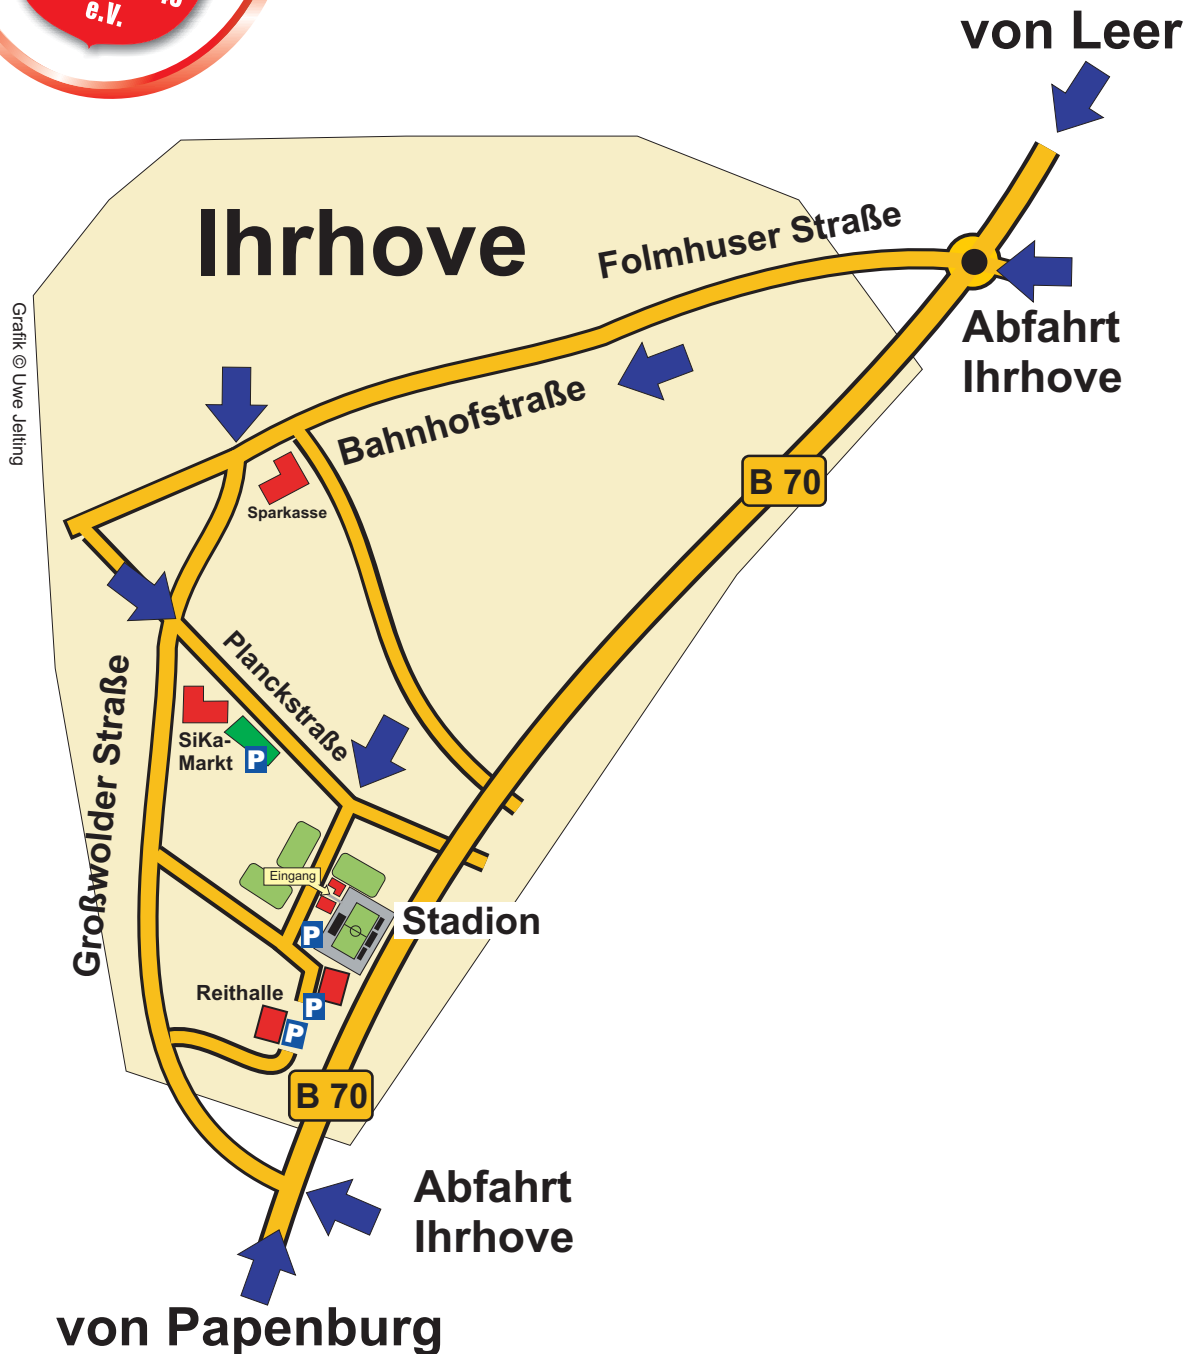 e.V.
von Leer
Ihrhove
Folmhuser Straße
Abfahrt
Ihrhove
Bahnhofstraße
B 70
Sparkasse
Grafik © Uwe Jelting
Planckstraße
Großwolder Straße
SiKa-
Markt
P
Eingang
Stadion
P
Reithalle
P
P
B 70
Abfahrt
Ihrhove
von Papenburg